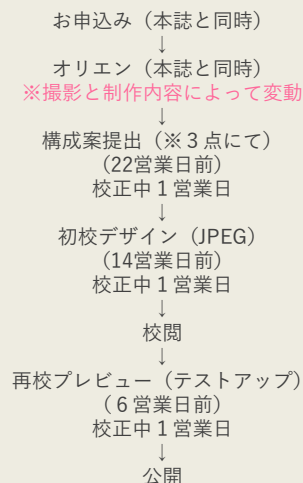 お申込み（本誌と同時）
↓
オリエン（本誌と同時）
※撮影と制作内容によって変動
↓
構成案提出（※３点にて）
(22営業日前)
校正中１営業日
↓
初校デザイン（JPEG）
(14営業日前)
校正中１営業日
↓
校閲
↓
再校プレビュー（テストアップ）
(６営業日前)
校正中１営業日
↓
公開